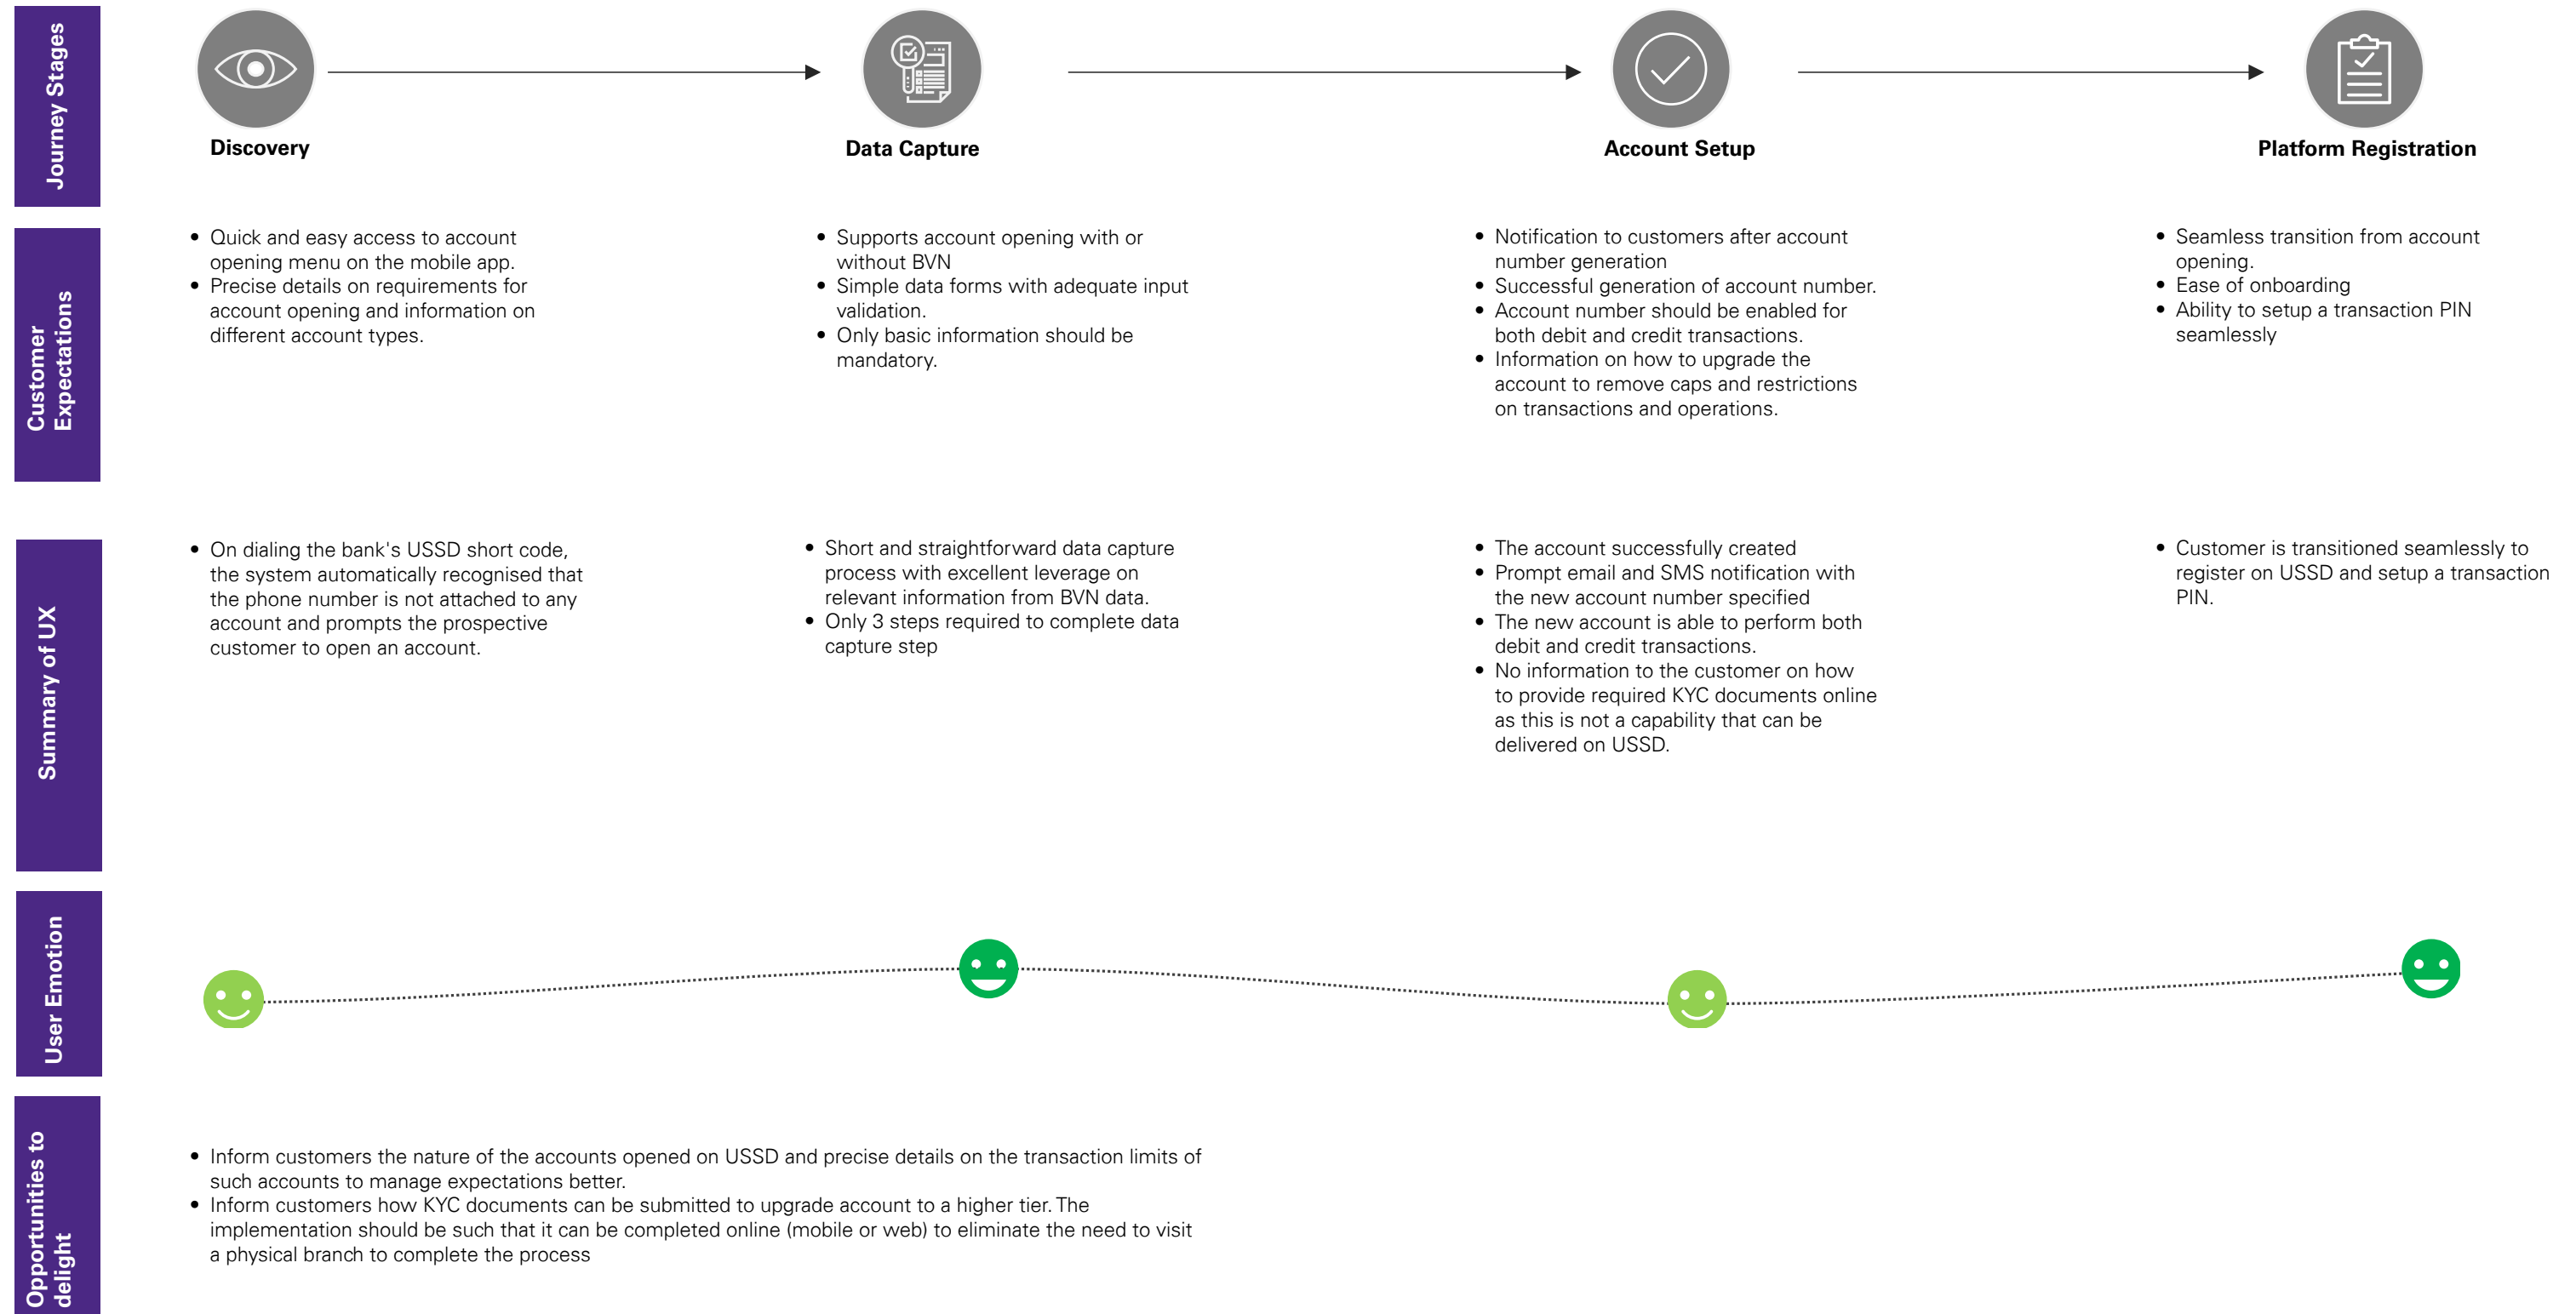 Journey Stages
Discovery
Data Capture
Account Setup
Platform Registration
Customer
Expectations
• Quick and easy access to account
opening menu on the mobile app.
• Precise details on requirements for
account opening and information on
different account types.
• Supports account opening with or
without BVN
• Simple data forms with adequate input
validation.
• Only basic information should be
mandatory.
• Notification to customers after account
number generation
• Successful generation of account number.
• Account number should be enabled for
both debit and credit transactions.
• Information on how to upgrade the
account to remove caps and restrictions
on transactions and operations.
• Seamless transition from account
opening.
• Ease of onboarding
• Ability to setup a transaction PIN
seamlessly
Summary of UX
• On dialing the bank's USSD short code,
the system automatically recognised that
the phone number is not attached to any
account and prompts the prospective
customer to open an account.
• Short and straightforward data capture
process with excellent leverage on
relevant information from BVN data.
• Only 3 steps required to complete data
capture step
• The account successfully created
• Prompt email and SMS notification with
the new account number specified
• The new account is able to perform both
debit and credit transactions.
• No information to the customer on how
to provide required KYC documents online
as this is not a capability that can be
delivered on USSD.
• Customer is transitioned seamlessly to
register on USSD and setup a transaction
PIN.
User Emotion
Opportunities to
delight
• Inform customers the nature of the accounts opened on USSD and precise details on the transaction limits of
such accounts to manage expectations better.
• Inform customers how KYC documents can be submitted to upgrade account to a higher tier. The
implementation should be such that it can be completed online (mobile or web) to eliminate the need to visit
a physical branch to complete the process